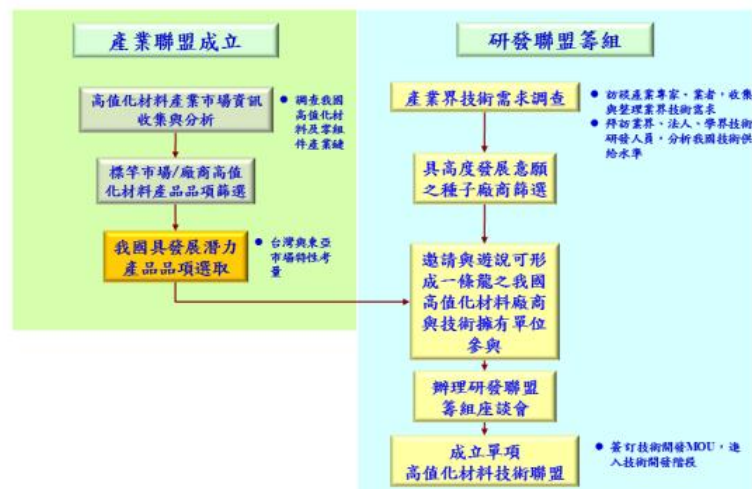 產業聯盟成立
高值化材料產業市場資訊
收集與分析
● 調查我國
高值化材
料及零組
件產業鏈
標竿市場/廠商高值
化材料產品品項篩選
我國具發展潛力
產品品項選取
● 台灣與東亞
市場特性考
量
研發聯盟籌組
產業界技術需求調查
● 訪談產業專家、業者，收集
與整理業界技術需求
● 拜訪業界、法人、學界技術
研發人員，分析我國技術供
給水準
具高度發展意願
之種子廠商篩選
邀請與遊說可形
成一條龍之我國
高值化材料廠商
與技術擁有單位
參與
辦理研發聯盟
籌組座談會
成立單項
高值化材料技術聯盟
● 簽訂技術開發MOU，進
入技術開發階段